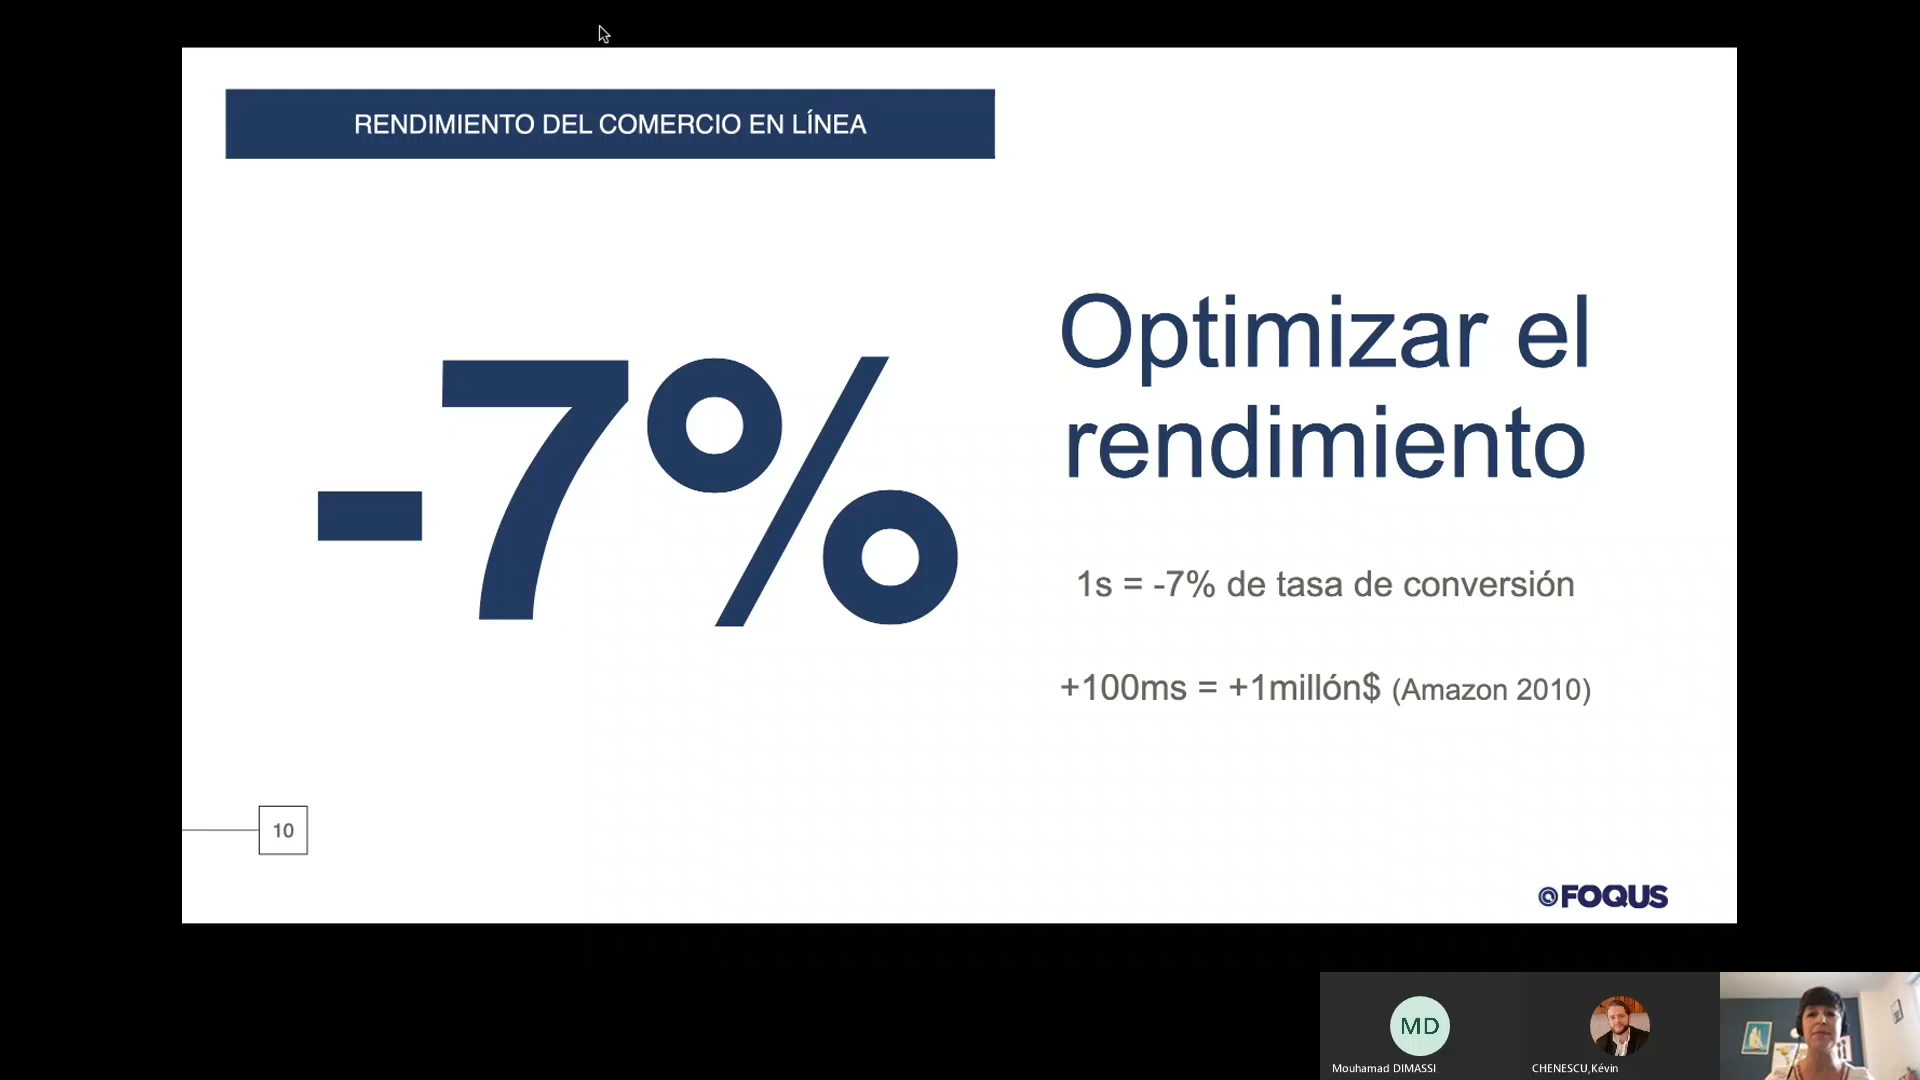 RENDIMIENTO DEL COMERCIO EN LÍNEA
-7%
Optimizar el
rendimiento
1s = -7% de tasa de conversión
+100ms = +1millón$ (Amazon 2010)
10
FOQUS
MD
Mouhamad DIMASSI
CHENESCU,Kévin